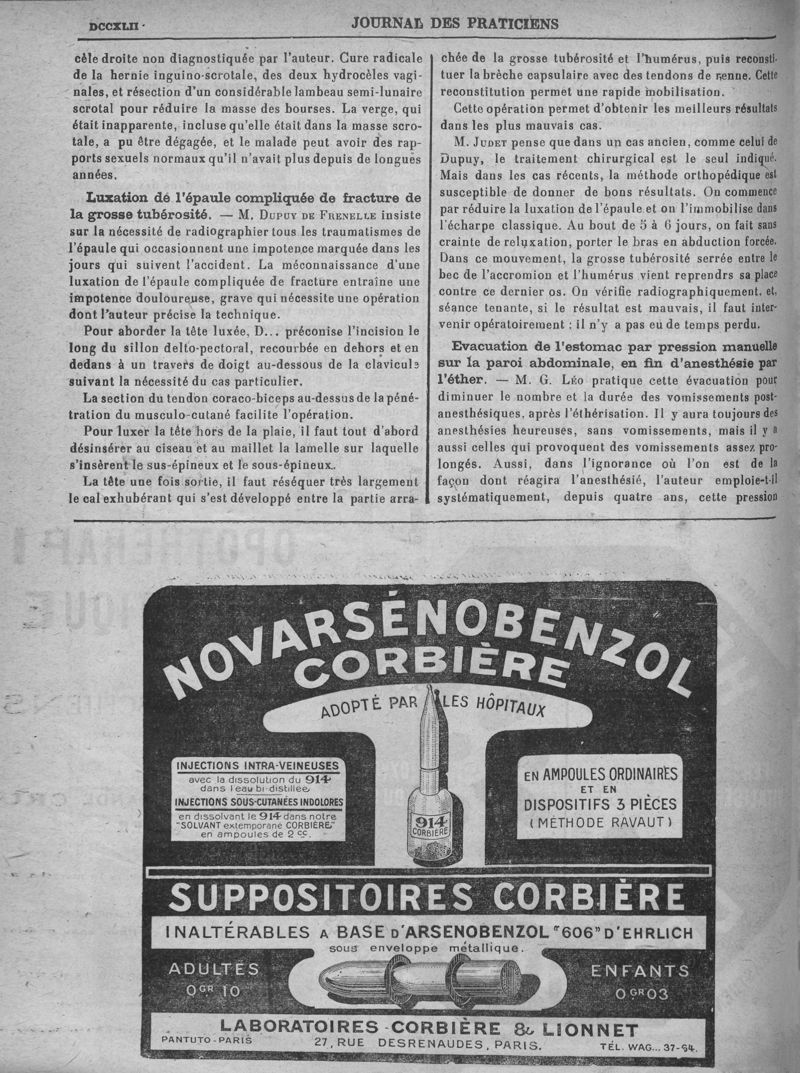 DCCXLII
JOURNAL DES PRATICIENS
cèle droite non diagnostiquée par l'auteur. Cure radicale
de la hernie inguino-scrotale, des deux hydrocèles vagi-
nales, et résection d'un considérable lambeau semi-lunaire
scrotal pour réduire la masse des bourses. La verge, qui
était inapparente, incluse qu'elle était dans la masse scro-
tale, a pu être dégagée, et le malade peut avoir des rap-
ports sexuels normaux qu'il n'avait plus depuis de longues
années.
Luxation de l'épaule compliquée de fracture de
la grosse tubérosité. — M. DUPUY DE FRENELLE insiste
sur la nécessité de radiographier tous les traumatismes de
l'épaule qui occasionnent une impotence marquée dans les
jours qui suivent l'accident. La méconnaissance d'une
luxation de l'épaule compliquée de fracture entraîne une
impotence douloureuse, grave qui nécessite une opération
dont l'auteur précise la technique.
Pour aborder la tête luxée, D... préconise l'incision le
long du sillon delto-pectoral, recourbée en dehors et en
dedans à un travers de doigt au-dessous de la clavicule
suivant la nécessité du cas particulier.
La section du tendon coraco-biceps au-dessus de la péné-
tration du musculo-cutané facilite l'opération.
Pour luxer la tête hors de la plaie, il faut tout d'abord
désinsérer au ciseau et au maillet la lamelle sur laquelle
s'insèrent le sus-épineux et le sous-épineux.
La tête une fois sortie, il faut réséquer très largement
le cal exhubérant qui s'est développé entre la partie arra-
chée de la grosse tubérosité et l'humérus, puis reconsti-
tuer la brèche capsulaire avec des tendons de renne. Cette
reconstitution permet une rapide mobilisation.
Cette opération permet d'obtenir les meilleurs résultats
dans les plus mauvais cas.
M. JUDET pense que dans un cas ancien, comme celui de
Dupuy, le traitement chirurgical est le seul indiqué.
Mais dans les cas récents, la méthode orthopédique est
susceptible de donner de bons résultats. On commence
par réduire la luxation de l'épaule et on l'immobilise dans
l'écharpe classique. Au bout de 5 à 6 jours, on fait sans
crainte de reluxation, porter le bras en abduction forcée.
Dans ce mouvement, la grosse tubérosité serrée entre le
bec de l'accromion et l'humérus vient reprendrs sa place
contre ce dernier os. On vérifie radiographiquement. et,
séance tenante, si le résultat est mauvais, il faut inter-
venir opératoirement ; il n'y a pas eu de temps perdu.
Evacuation de l'estomac par pression manuelle
sur la paroi abdominale, en fin d'anesthésie par
l'éther. — M. G. Léo pratique cette évacuation pour
diminuer le nombre et la durée des vomissements post-
anesthésiques, après l'éthérisation. Il y aura toujours des
anesthésies heureuses, sans vomissements, mais il y a
aussi celles qui provoquent des vomissements assez pro-
longés. Aussi, dans l'ignorance où l'on est de la
façon dont réagira l'anesthésié, l'auteur emploie-t-il
systématiquement, depuis quatre ans, cette pression
NOVARSÉNOBENZOL
CORBIÈRE
ADOPTÉ PAR LES HÔPITAUX
INJECTIONS INTRA-VEINEUSES
avec la dissolution du 914
dans l'eau bi-distillée
INJECTIONS SOUS-CUTANÉES INDOLORES
en dissolvant le 914 dans notre
"SOLVANT extemporané CORBIÈRE"
en ampoules de 2 cc.
914
CORBIÈRE
EN AMPOULES ORDINAIRES
ET EN
DISPOSITIFS 3 PIÈCES
(MÉTHODE RAVAUT)
SUPPOSITOIRES CORBIÈRE
INALTÉRABLES A BASE D'ARSENOBENZOL "606" D'EHRLICH
sous enveloppe métallique.
ADULTES
0GR 10
ENFANTS
0GR 03
LABORATOIRES CORBIÈRE & LIONNET
PANTUTO-PARIS
27, RUE DESRENAUDES, PARIS.
TÉL. WAG... 37-64.